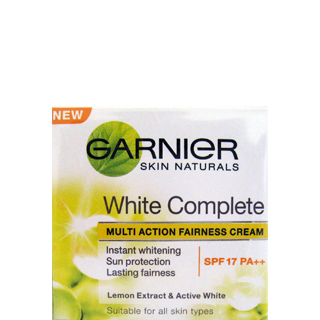 NEW
GARNIER
SKIN NATURALS
White Complete
MULTI ACTION FAIRNESS CREAM
Instant whitening
Sun protection
Lasting fairness
SPF 17 PA++
Lemon Extract & Active White
Suitable for all skin types